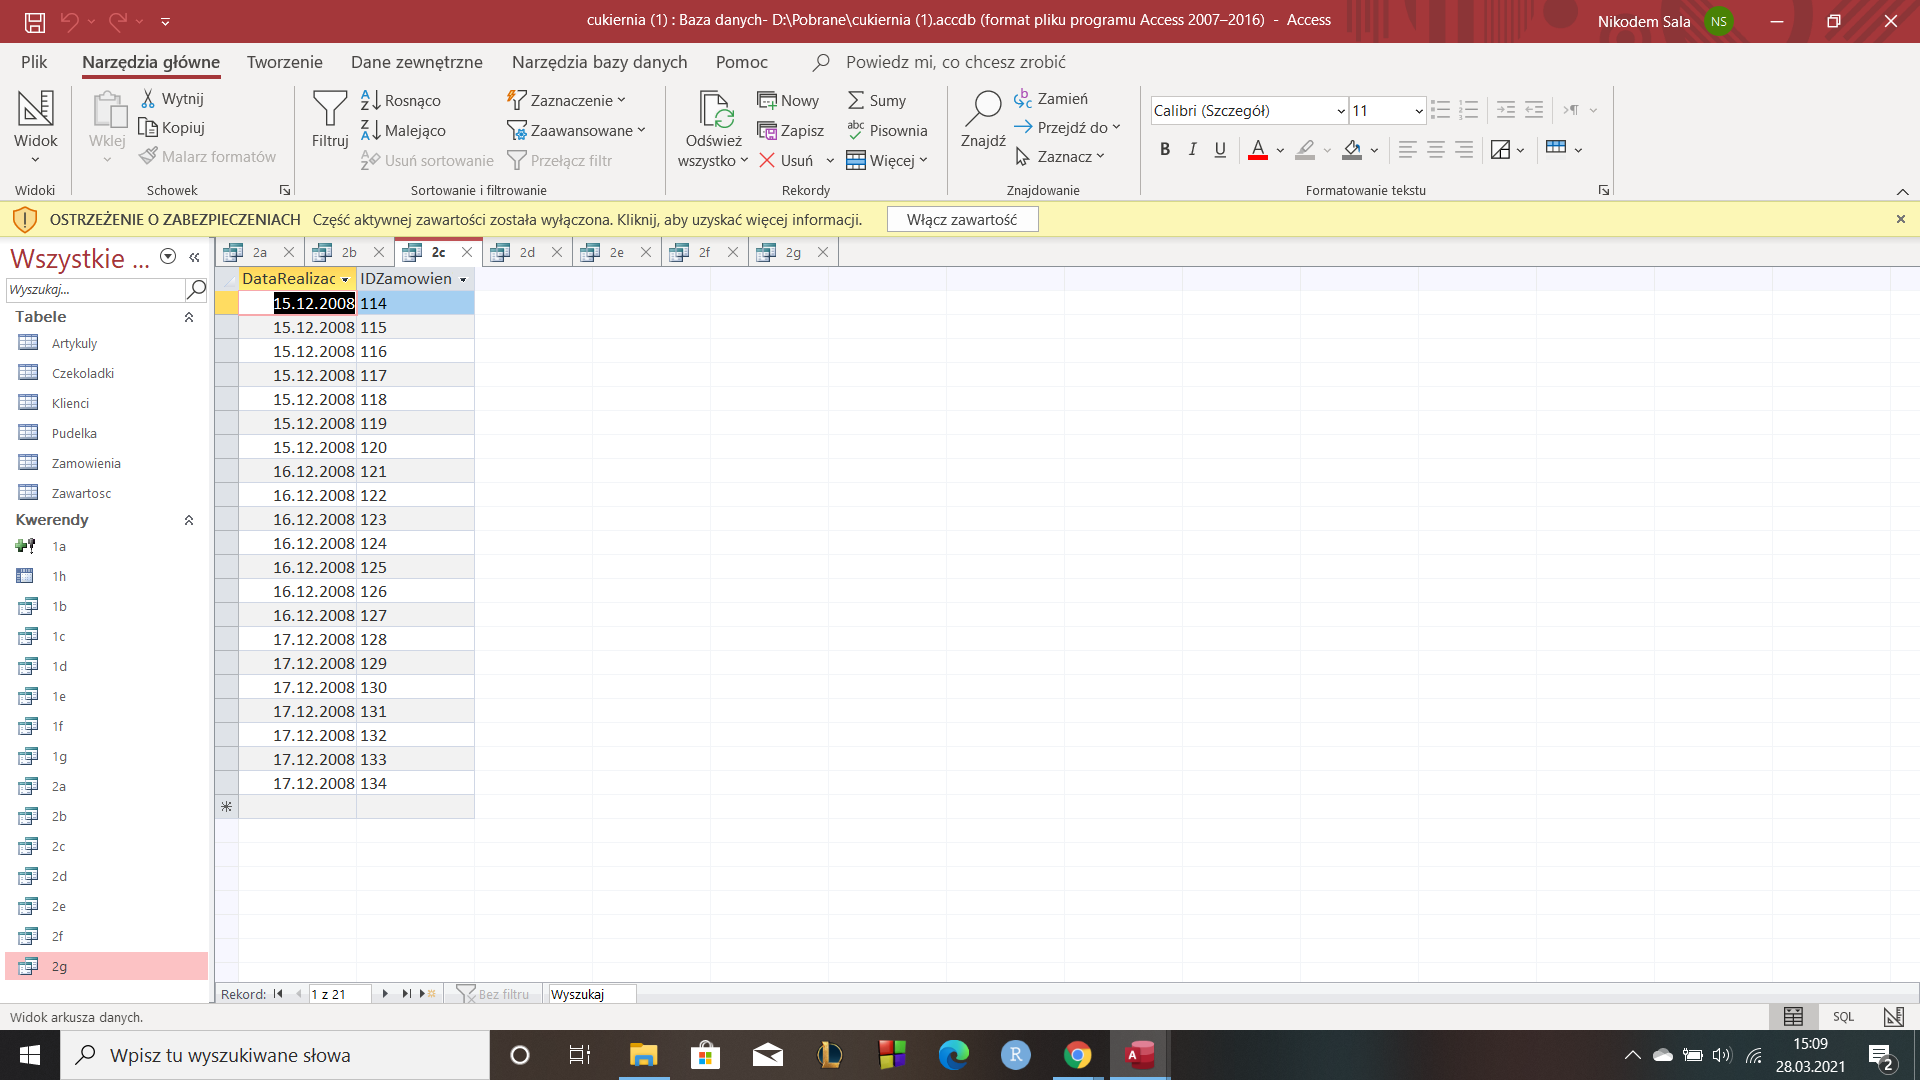 cukiernia (1) : Baza danych- D:\Pobrane\cukiernia (1).accdb (format pliku programu Access 2007–2016) - Access
Nikodem Sala
NS
Plik
Narzędzia główne
Tworzenie
Dane zewnętrzne
Narzędzia bazy danych
Pomoc
Powiedz mi, co chcesz zrobić
Widok
Widoki
Wklej
Wytnij
Kopiuj
Malarz formatów
Schowek
Filtruj
Rosnąco
Malejąco
Usuń sortowanie
Zaznaczenie
Zaawansowane
Przełącz filtr
Sortowanie i filtrowanie
Odśwież
wszystko
Nowy
Zapisz
Usuń
Sumy
Pisownia
Więcej
Rekordy
Znajdź
Zamień
Przejdź do
Zaznacz
Znajdowanie
Calibri (Szczegół)
11
B I U
A
Formatowanie tekstu
OSTRZEŻENIE O ZABEZPIECZENIACH Część aktywnej zawartości została wyłączona. Kliknij, aby uzyskać więcej informacji.
Włącz zawartość
Wszystkie ...
Wyszukaj...
Tabele
Artykuly
Czekoladki
Klienci
Pudelka
Zamowienia
Zawartosc
Kwerendy
1a
1h
1b
1c
1d
1e
1f
1g
2a
2b
2c
2d
2e
2f
2g
2a
2b
2c
2d
2e
2f
2g
DataRealizac IDZamowien
15.12.2008 114
15.12.2008 115
15.12.2008 116
15.12.2008 117
15.12.2008 118
15.12.2008 119
15.12.2008 120
16.12.2008 121
16.12.2008 122
16.12.2008 123
16.12.2008 124
16.12.2008 125
16.12.2008 126
16.12.2008 127
17.12.2008 128
17.12.2008 129
17.12.2008 130
17.12.2008 131
17.12.2008 132
17.12.2008 133
17.12.2008 134
Rekord:
1 z 21
Bez filtru
Wyszukaj
Widok arkusza danych.
SQL
Wpisz tu wyszukiwane słowa
R
A
15:09
28.03.2021
2